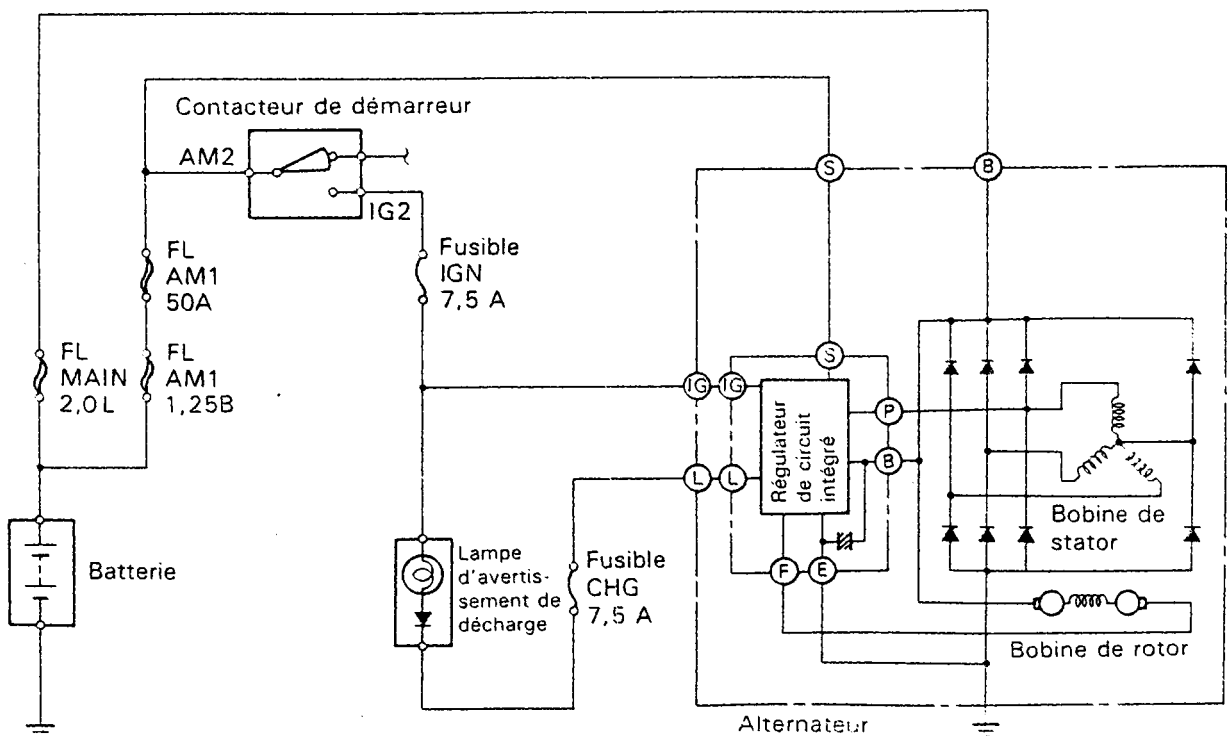 Contacteur de démarreur
AM2
IG2
S
B
FL
AM1
50A
Fusible
IGN
7,5 A
FL
MAIN
2,0L
FL
AM1
1,25B
S
IG
IG
P
Régulateur
de circuit
intégré
B
L
L
F
E
Bobine de
stator
Batterie
Lampe
d'avertis-
sement de
décharge
Fusible
CHG
7,5 A
Bobine de rotor
Alternateur